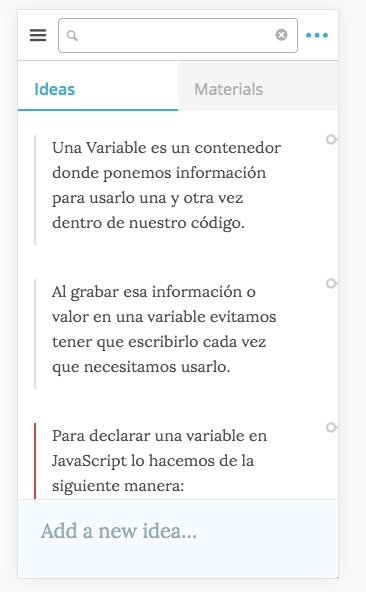 Ideas
Materials
Una Variable es un contenedor
donde ponemos información
para usarlo una y otra vez
dentro de nuestro código.
Al grabar esa información o
valor en una variable evitamos
tener que escribirlo cada vez
que necesitamos usarlo.
Para declarar una variable en
JavaScript lo hacemos de la
siguiente manera:
Add a new idea...